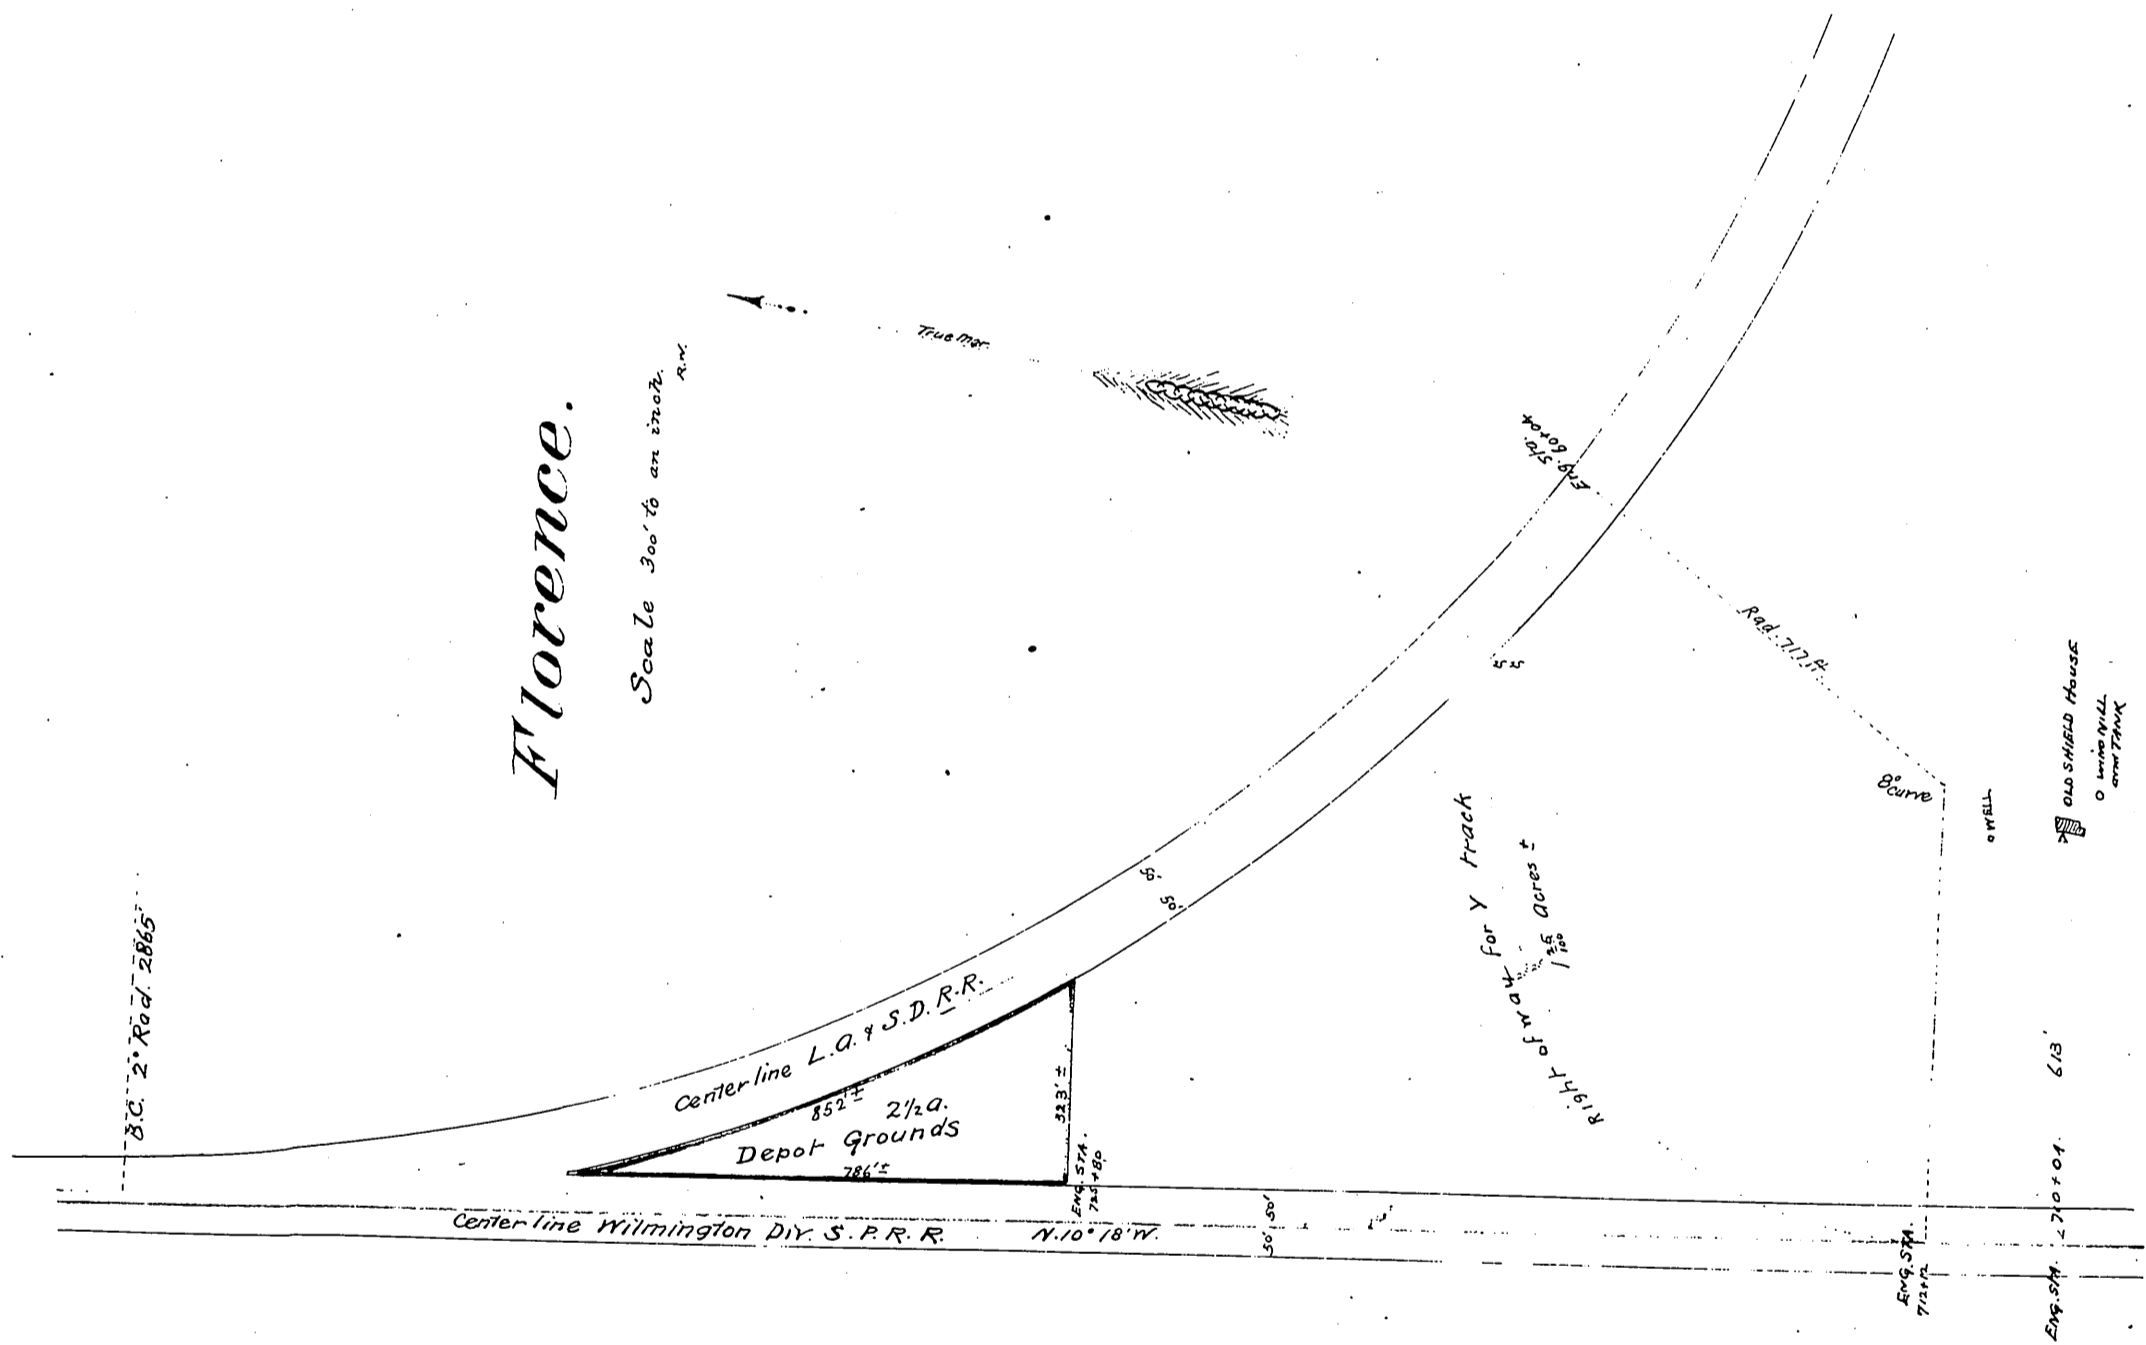 Florence.
Scale 300' to an inch.
R.W.
True mer.
B.C. 2° Rad. 2865'
Centerline L.A. & S.D. R.R.
852'±
2½a.
Depot Grounds
786'±
323'±
ENG. STA.
725+80
50'
50'
Eng. Sta.
60+04
Rad. 717 ft.
8° curve
Right of way for Y track
acres ±
O WELL
OLD SHIELD HOUSE
O WINDMILL
AND TANK
Centerline Wilmington Div. S.P.R.R.
N.10°18'W.
50' 50'
ENG. STA.
712+12
ENG. STA. 710+01. 613'